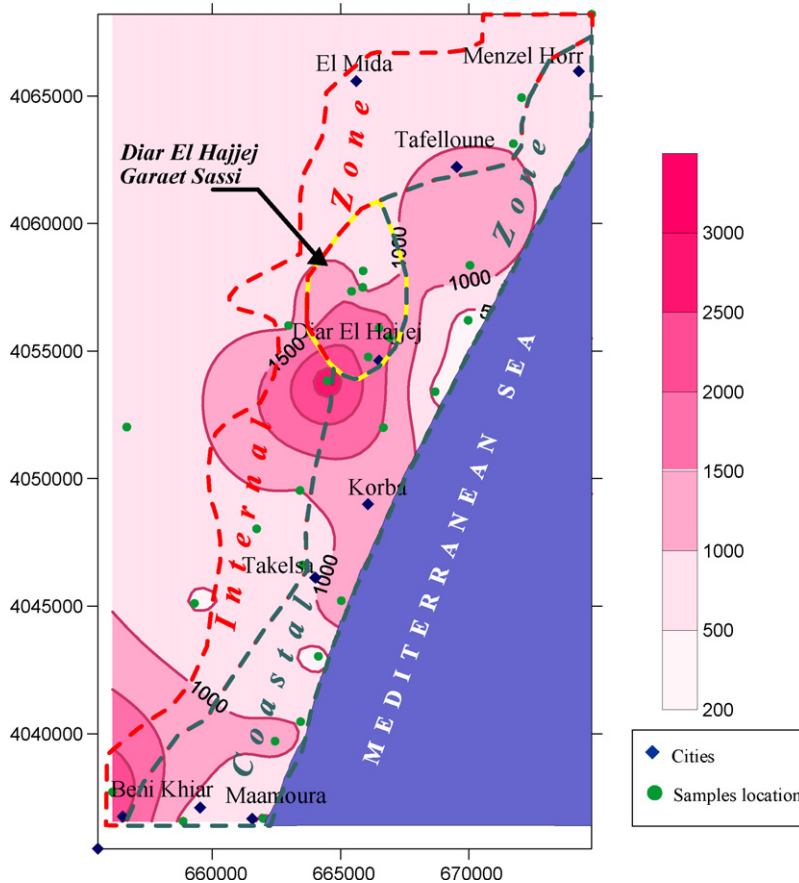 El Mida
Menzel Horr
4065000
Diar El Hajjej
Garaet Sassi
Zone
Tafelloune
Zone
4060000
1000
1000
5
Diar El Hajjej
4055000
1500
4050000
Korba
Internal
Takelsa
1000
4045000
Coastal
MEDITERRANEAN SEA
1000
4040000
Beni Khiar
Maamoura
660000
665000
670000
3000
2500
2000
1500
1000
500
200
Cities
Samples location